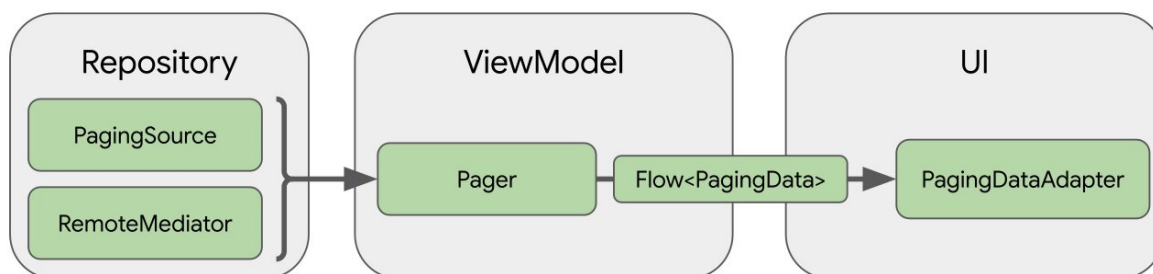 Repository
PagingSource
RemoteMediator
ViewModel
Pager
Flow<PagingData>
UI
PagingDataAdapter